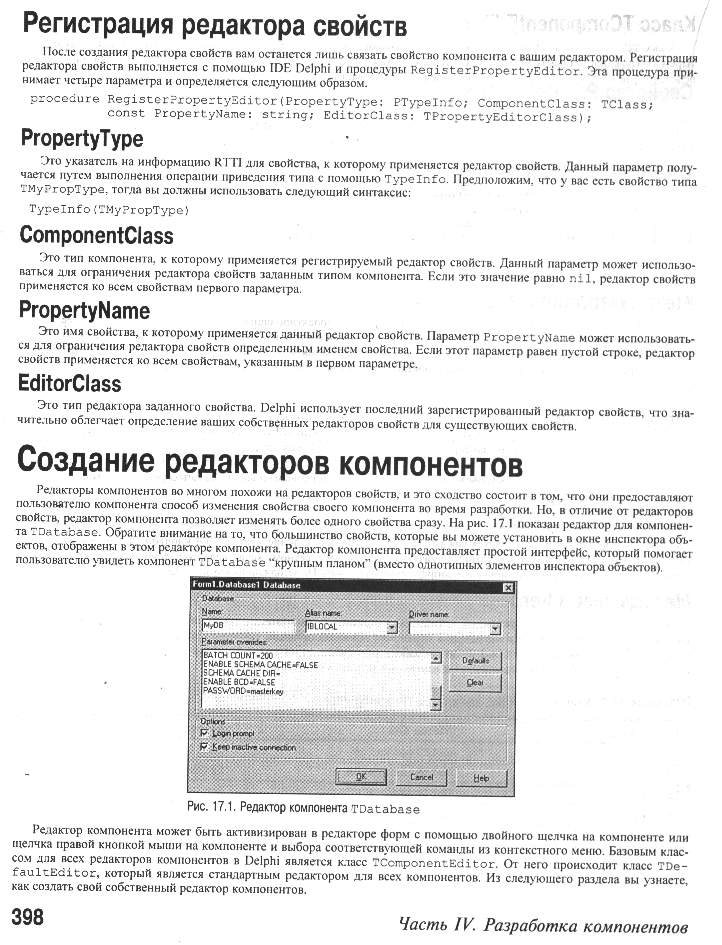 Регистрация редактора свойств
После создания редактора свойств вам останется лишь связать свойство компонента с вашим редактором. Регистрация
редактора свойств выполняется с помощью IDE Delphi и процедуры RegisterPropertyEditor. Эта процедура при-
нимает четыре параметра и определяется следующим образом.
procedure RegisterPropertyEditor(PropertyType: PTypeInfo; ComponentClass: TClass;
const PropertyName: string; EditorClass: TPropertyEditorClass);
PropertyType
Это указатель на информацию RTTI для свойства, к которому применяется редактор свойств. Данный параметр полу-
чается путем выполнения операции приведения типа с помощью TypeInfo. Предположим, что у вас есть свойство типа
TMyPropType, тогда вы должны использовать следующий синтаксис:
TypeInfo(TMyPropType)
ComponentClass
Это тип компонента, к которому применяется регистрируемый редактор свойств. Данный параметр может использо-
ваться для ограничения редактора свойств заданным типом компонента. Если это значение равно nil, редактор свойств
применяется ко всем свойствам первого параметра.
PropertyName
Это имя свойства, к которому применяется данный редактор свойств. Параметр PropertyName может использовать-
ся для ограничения редактора свойств определенным именем свойства. Если этот параметр равен пустой строке, редактор
свойств применяется ко всем свойствам, указанным в первом параметре.
EditorClass
Это тип редактора заданного свойства. Delphi использует последний зарегистрированный редактор свойств, что зна-
чительно облегчает определение ваших собственных редакторов свойств для существующих свойств.
Создание редакторов компонентов
Редакторы компонентов во многом похожи на редакторов свойств, и это сходство состоит в том, что они предоставляют
пользователю компонента способ изменения свойства своего компонента во время разработки. Но, в отличие от редакторов
свойств, редактор компонента позволяет изменять более одного свойства сразу. На рис. 17.1 показан редактор для компонен-
та TDatabase. Обратите внимание на то, что большинство свойств, которые вы можете установить в окне инспектора объ-
ектов, отображены в этом редакторе компонента. Редактор компонента предоставляет простой интерфейс, который помогает
пользователю увидеть компонент TDatabase "крупным планом" (вместо однотипных элементов инспектора объектов).
Form1.Database1 Database
Database
Name: Alias name: Driver name:
MyDB IBLOCAL
Parameter overrides:
BATCH COUNT=200
ENABLE SCHEMA CACHE=FALSE Defaults
SCHEMA CACHE DIR=
ENABLE BCD=FALSE Clear
PASSWORD=masterkey
Options
Login prompt
Keep inactive connection
OK Cancel Help
Рис. 17.1. Редактор компонента TDatabase
Редактор компонента может быть активизирован в редакторе форм с помощью двойного щелчка на компоненте или
щелчка правой кнопкой мыши на компоненте и выбора соответствующей команды из контекстного меню. Базовым клас-
сом для всех редакторов компонентов в Delphi является класс TComponentEditor. От него происходит класс TDe-
faultEditor, который является стандартным редактором для всех компонентов. Из следующего раздела вы узнаете,
как создать свой собственный редактор компонентов.
398
Часть IV. Разработка компонентов